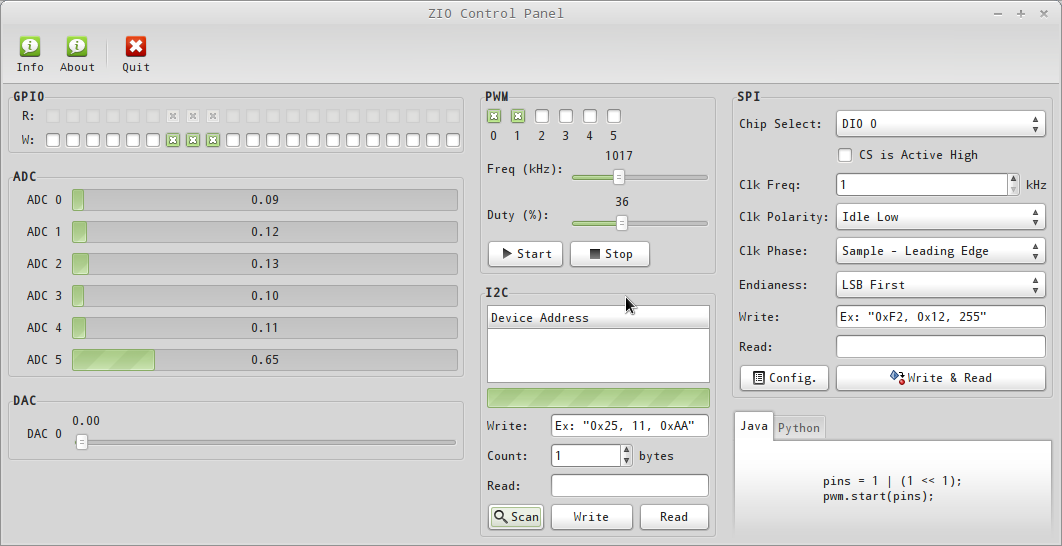 ZIO Control Panel
Info About Quit
GPIO
R:
W:
ADC
ADC 0 0.09
ADC 1 0.12
ADC 2 0.13
ADC 3 0.10
ADC 4 0.11
ADC 5 0.65
DAC
0.00
DAC 0
PWM
0 1 2 3 4 5
1017
Freq (kHz):
36
Duty (%):
Start Stop
I2C
Device Address
Write: Ex: "0x25, 11, 0xAA"
Count: 1 bytes
Read:
Scan Write Read
SPI
Chip Select: DIO 0
CS is Active High
Clk Freq: 1 kHz
Clk Polarity: Idle Low
Clk Phase: Sample - Leading Edge
Endianess: LSB First
Write: Ex: "0xF2, 0x12, 255"
Read:
Config. Write & Read
Java Python
pins = 1 | (1 << 1);
pwm.start(pins);